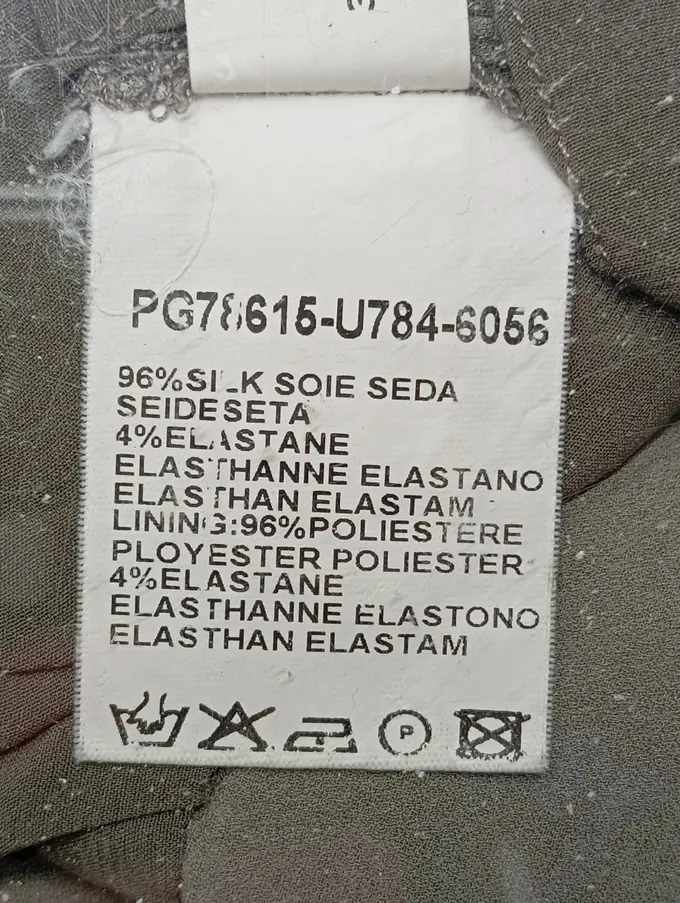 PG78615-U784-6056
96%SILK SOIE SEDA
SEIDESETA
4%ELASTANE
ELASTHANNE ELASTANO
ELASTHAN ELASTAM
LINING:96%POLIESTERE
PLOYESTER POLIESTER
4%ELASTANE
ELASTHANNE ELASTONO
ELASTHAN ELASTAM
P